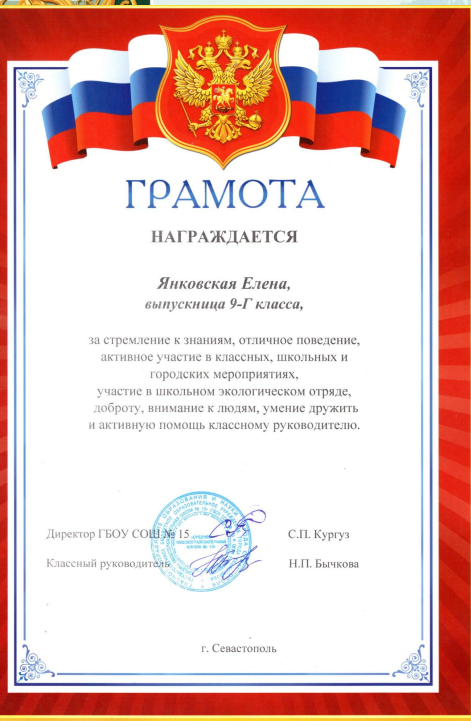 ГРАМОТА
НАГРАЖДАЕТСЯ
Янковская Елена,
выпускница 9-Г класса,
за стремление к знаниям, отличное поведение,
активное участие в классных, школьных и
городских мероприятиях,
участие в школьном экологическом отряде,
доброту, внимание к людям, умение дружить
и активную помощь классному руководителю.
Директор ГБОУ СОШ № 15 С.П. Кургуз
Классный руководитель Н.П. Бычкова
г. Севастополь